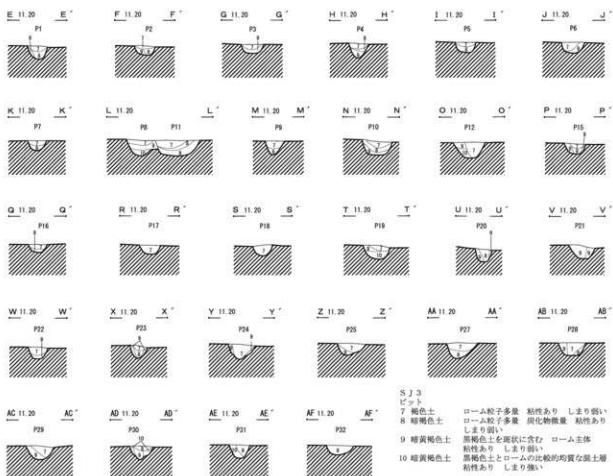 E 11.20 E´ F 11.20 F´ G 11.20 G´ H 11.20 H´ I 11.20 I´ J 11.20 J´
P1 P2 P3 P4 P5 P6
K 11.20 K´ L 11.20 L´ M 11.20 M´ N 11.20 N´ O 11.20 O´ P 11.20 P´
P7 P8 P11 P9 P10 P12 P15
Q 11.20 Q´ R 11.20 R´ S 11.20 S´ T 11.20 T´ U 11.20 U´ V 11.20 V´
P16 P17 P18 P19 P20 P21
W 11.20 W´ X 11.20 X´ Y 11.20 Y´ Z 11.20 Z´ AA 11.20 AA´ AB 11.20 AB´
P22 P23 P24 P25 P27 P28
AC 11.20 AC´ AD 11.20 AD´ AE 11.20 AE´ AF 11.20 AF´
P29 P30 P31 P32
SJ3
ピット
7 褐色土 ローム粒子多量 粘性あり しまり弱い
8 暗褐色土 ローム粒子多量 炭化物微量 粘性あり
しまり弱い
9 暗黄褐色土 黒褐色土を斑状に含む ローム主体
粘性あり しまり弱い
10 暗黄褐色土 黒褐色土とロームの比較的均質な混土層
粘性あり しまり強い